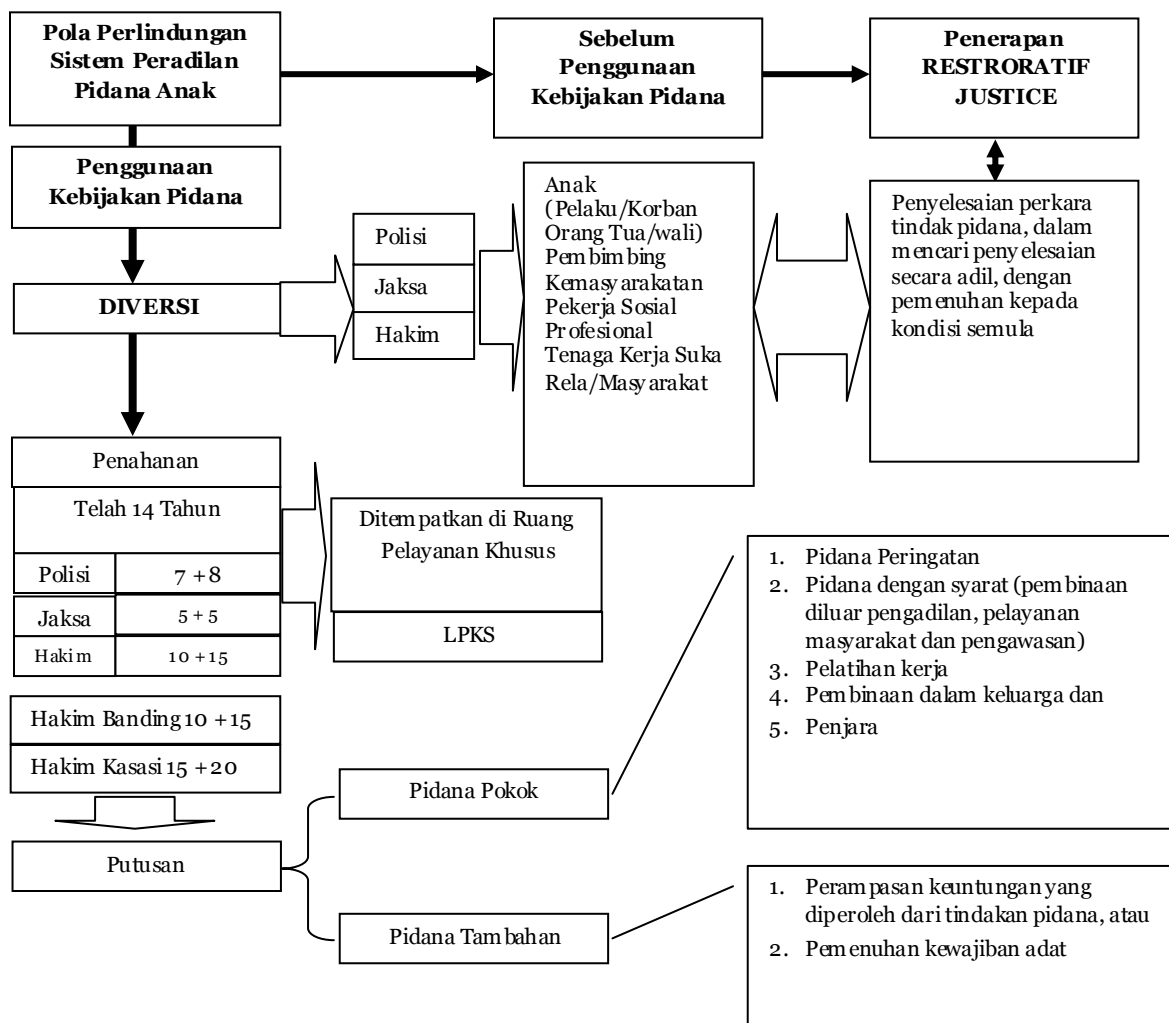 Pola Perlindungan
Sistem Peradilan
Pidana Anak
Sebelum
Penggunaan
Kebijakan Pidana
Penerapan
RESTRORATIF
JUSTICE
Penggunaan
Kebijakan Pidana
DIVERSI
Polisi
Jaksa
Hakim
Anak
(Pelaku/Korban
Orang Tua/wali)
Pembimbing
Kemasyarakatan
Pekerja Sosial
Profesional
Tenaga Kerja Suka
Rela/Masyarakat
Penyelesaian perkara
tindak pidana, dalam
mencari penyelesaian
secara adil, dengan
pemenuhan kepada
kondisi semula
Penahanan
Telah 14 Tahun
Polisi 7 +8
Jaksa 5 + 5
Hakim 10 +15
Ditempatkan di Ruang
Pelayanan Khusus
LPKS
Hakim Banding 10 +15
Hakim Kasasi 15 +20
Putusan
Pidana Pokok
1. Pidana Peringatan
2. Pidana dengan syarat (pembinaan
diluar pengadilan, pelayanan
masyarakat dan pengawasan)
3. Pelatihan kerja
4. Pembinaan dalam keluarga dan
5. Penjara
Pidana Tambahan
1. Perampasan keuntungan yang
diperoleh dari tindakan pidana, atau
2. Pemenuhan kewajiban adat